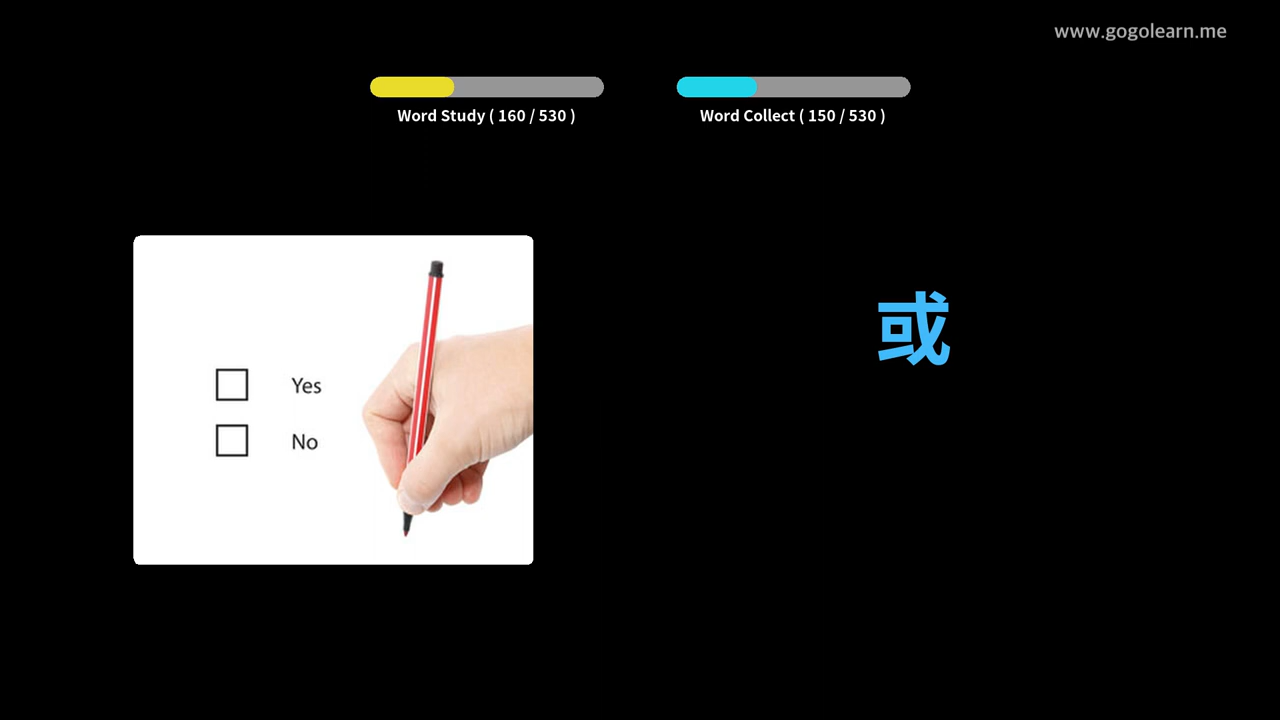 www.gogolearn.me
Word Study ( 160 / 530 )
Word Collect ( 150 / 530 )
Yes
No
或